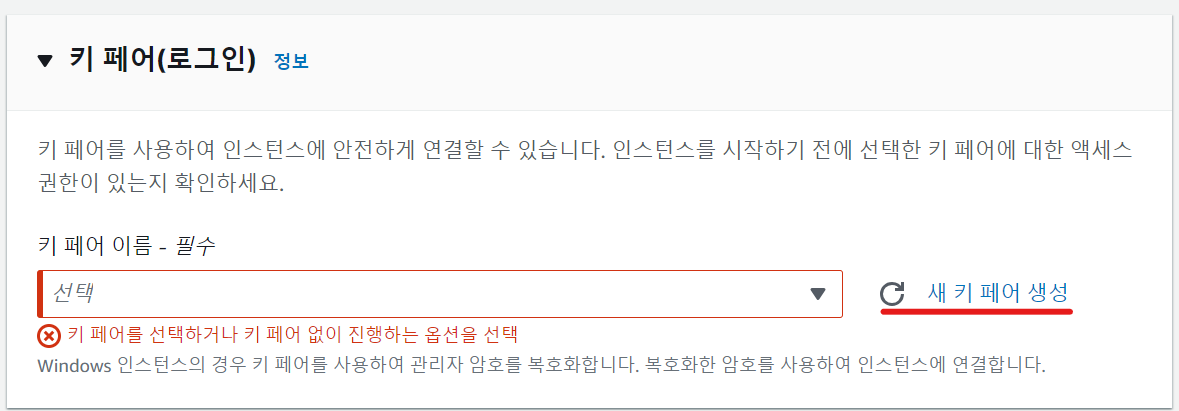 키 페어(로그인) 정보
키 페어를 사용하여 인스턴스에 안전하게 연결할 수 있습니다. 인스턴스를 시작하기 전에 선택한 키 페어에 대한 액세스
권한이 있는지 확인하세요.
키 페어 이름 - 필수
선택
새 키 페어 생성
키 페어를 선택하거나 키 페어 없이 진행하는 옵션을 선택
Windows 인스턴스의 경우 키 페어를 사용하여 관리자 암호를 복호화합니다. 복호화한 암호를 사용하여 인스턴스에 연결합니다.